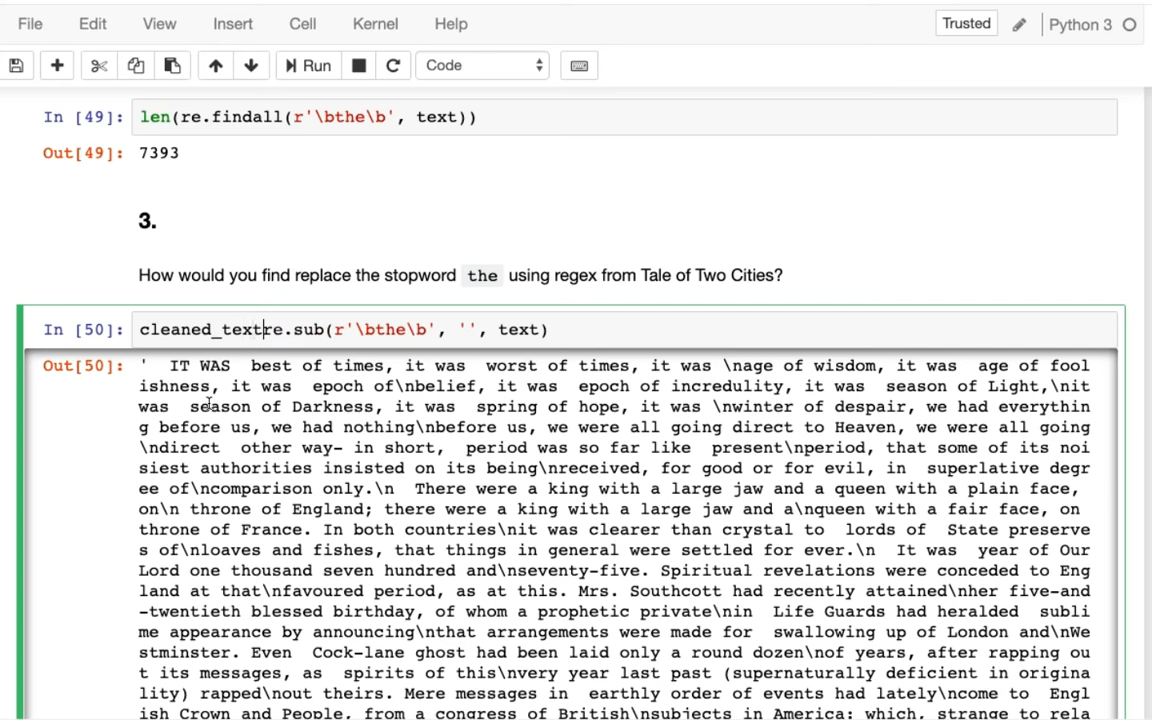 File Edit View Insert Cell Kernel Help Trusted Python 3
Run Code
In [49]: len(re.findall(r'\bthe\b', text))
Out[49]: 7393
3.
How would you find replace the stopword the using regex from Tale of Two Cities?
In [50]: cleaned_textre.sub(r'\bthe\b', '', text)
Out[50]: '  IT WAS  best of times, it was  worst of times, it was \nage of wisdom, it was  age of fool
ishness, it was  epoch of\nbelief, it was  epoch of incredulity, it was  season of Light,\nit
was  season of Darkness, it was  spring of hope, it was \nwinter of despair, we had everythin
g before us, we had nothing\nbefore us, we were all going direct to Heaven, we were all going
\ndirect  other way- in short,  period was so far like  present\nperiod, that some of its noi
siest authorities insisted on its being\nreceived, for good or for evil, in  superlative degr
ee of\ncomparison only.\n  There were a king with a large jaw and a queen with a plain face,
on\n throne of England; there were a king with a large jaw and a\nqueen with a fair face, on
throne of France. In both countries\nit was clearer than crystal to  lords of  State preserve
s of\nloaves and fishes, that things in general were settled for ever.\n  It was  year of Our
Lord one thousand seven hundred and\nseventy-five. Spiritual revelations were conceded to Eng
land at that\nfavoured period, as at this. Mrs. Southcott had recently attained\nher five-and
-twentieth blessed birthday, of whom a prophetic private\nin  Life Guards had heralded  subli
me appearance by announcing\nthat arrangements were made for  swallowing up of London and\nWe
stminster. Even  Cock-lane ghost had been laid only a round dozen\nof years, after rapping ou
t its messages, as  spirits of this\nvery year last past (supernaturally deficient in origina
lity) rapped\nout theirs. Mere messages in  earthly order of events had lately\ncome to  Engl
ish Crown and People, from a congress of British\nsubjects in America: which, strange to rela